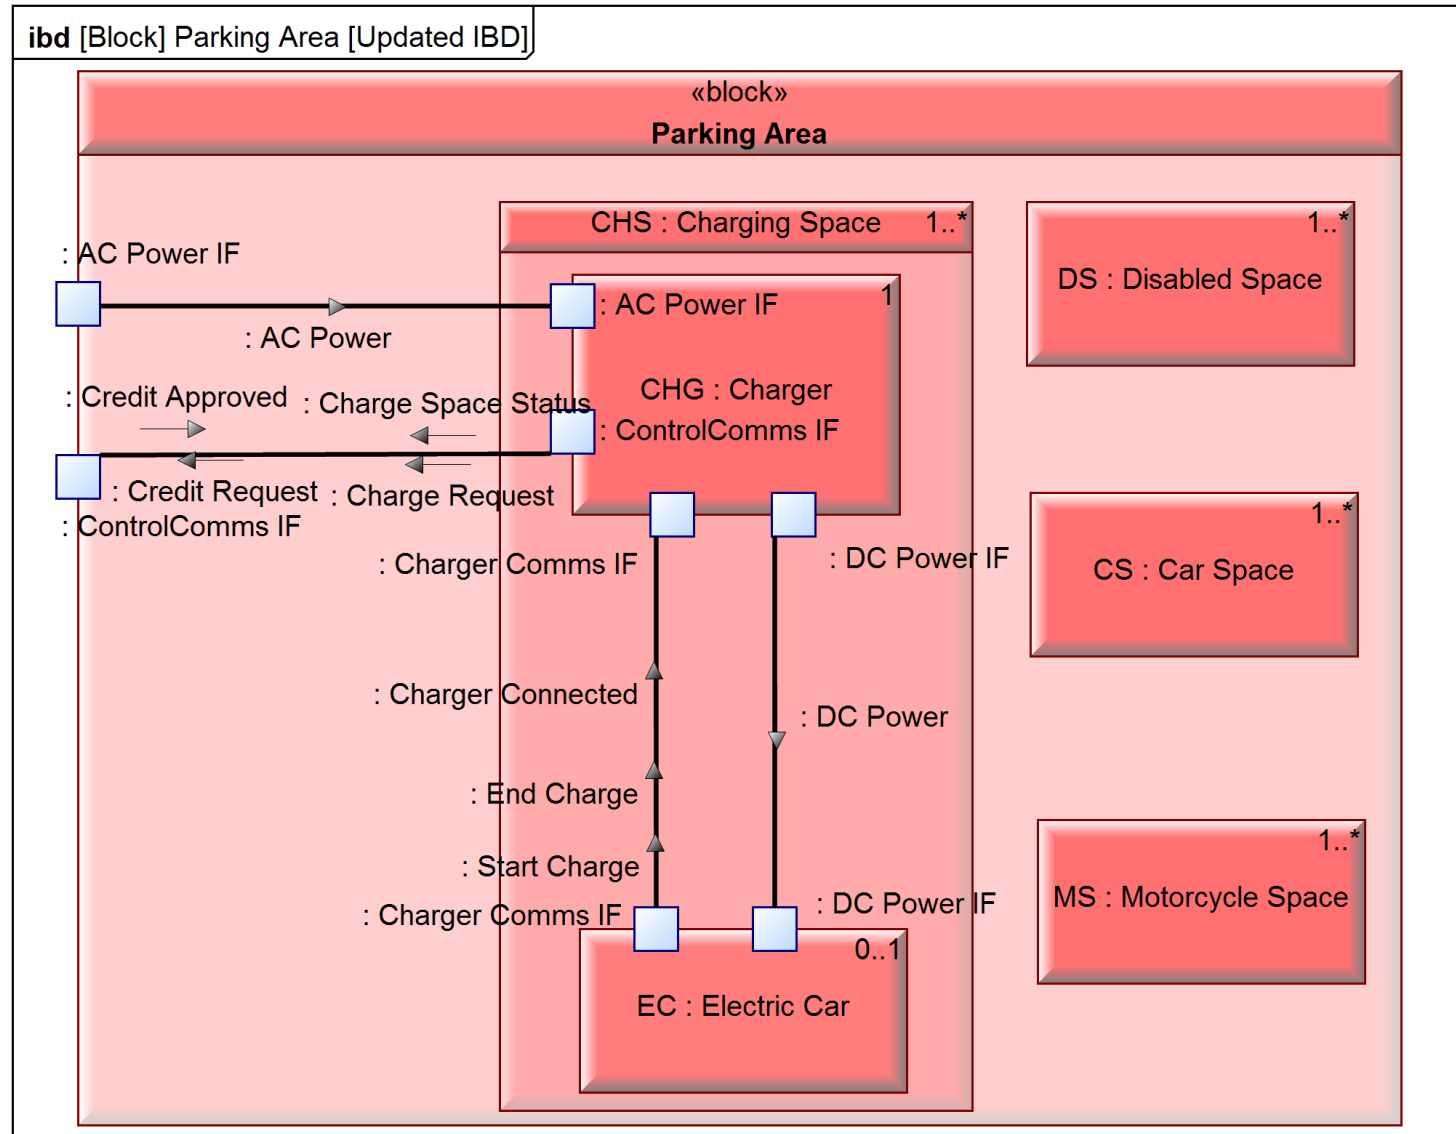 ibd [Block] Parking Area [Updated IBD]
«block»
Parking Area
CHS : Charging Space 1..*
1..*
DS : Disabled Space
: AC Power IF
1
: AC Power IF
: AC Power
CHG : Charger
: Credit Approved
: Charge Space Status
: ControlComms IF
: Credit Request
: Charge Request
: ControlComms IF
1..*
CS : Car Space
: Charger Comms IF
: DC Power IF
: Charger Connected
: DC Power
: End Charge
: Start Charge
1..*
MS : Motorcycle Space
: Charger Comms IF
: DC Power IF
0..1
EC : Electric Car